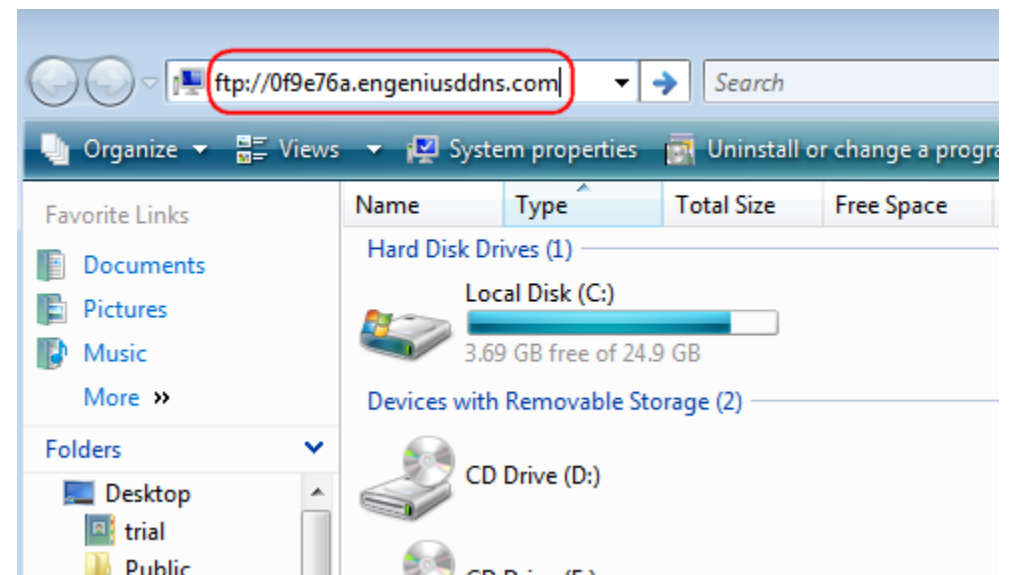 ftp://0f9e76a.engeniusddns.com
Search
Organize
Views
System properties
Uninstall or change a progra
Favorite Links
Documents
Pictures
Music
More »
Folders
Desktop
trial
Public
Name
Type
Total Size
Free Space
Hard Disk Drives (1)
Local Disk (C:)
3.69 GB free of 24.9 GB
Devices with Removable Storage (2)
CD Drive (D:)
CD Drive